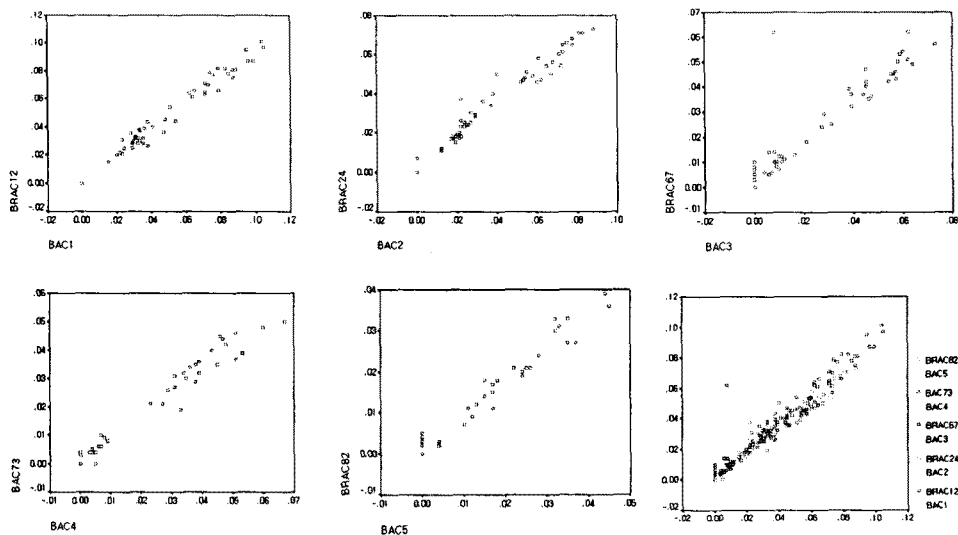 .12
.10
.08
.06
.04
.02
0.00
-.02
-.02 0.00 .02 .04 .06 .08 .10 .12
BRAC12
BAC1
.08
.06
.04
.02
0.00
-.02
-.02 0.00 .02 .04 .06 .08 .10
BRAC24
BAC2
.07
.06
.05
.04
.03
.02
.01
0.00
-.01
-.02 0.00 .02 .04 .06 .08
BRAC67
BAC3
.06
.05
.04
.03
.02
.01
0.00
-.01
-.01 0.00 .01 .02 .03 .04 .05 .06 .07
BAC73
BAC4
.04
.03
.02
.01
0.00
-.01
-.01 0.00 .01 .02 .03 .04 .05
BRAC82
BAC5
.12
.10
.08
.06
.04
.02
0.00
-.02
-.02 0.00 .02 .04 .06 .08 .10 .12
BRAC82
BAC5
BAC73
BAC4
BRAC67
BAC3
BRAC24
BAC2
BRAC12
BAC1